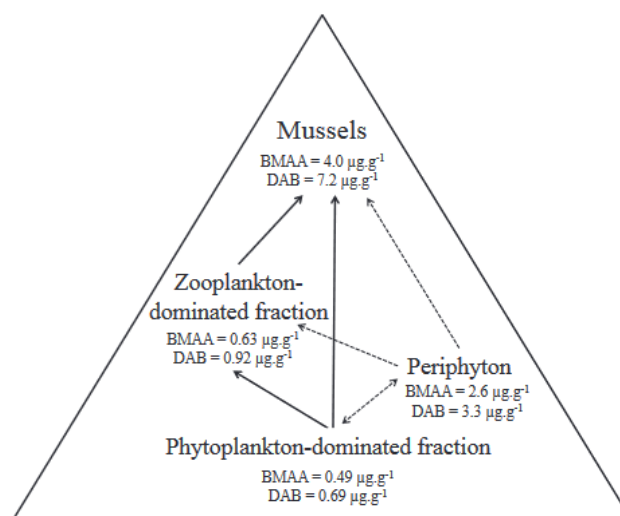 Mussels
BMAA = 4.0 µg.g⁻¹
DAB = 7.2 µg.g⁻¹
Zooplankton-
dominated fraction
BMAA = 0.63 µg.g⁻¹
DAB = 0.92 µg.g⁻¹
Periphyton
BMAA = 2.6 µg.g⁻¹
DAB = 3.3 µg.g⁻¹
Phytoplankton-dominated fraction
BMAA = 0.49 µg.g⁻¹
DAB = 0.69 µg.g⁻¹